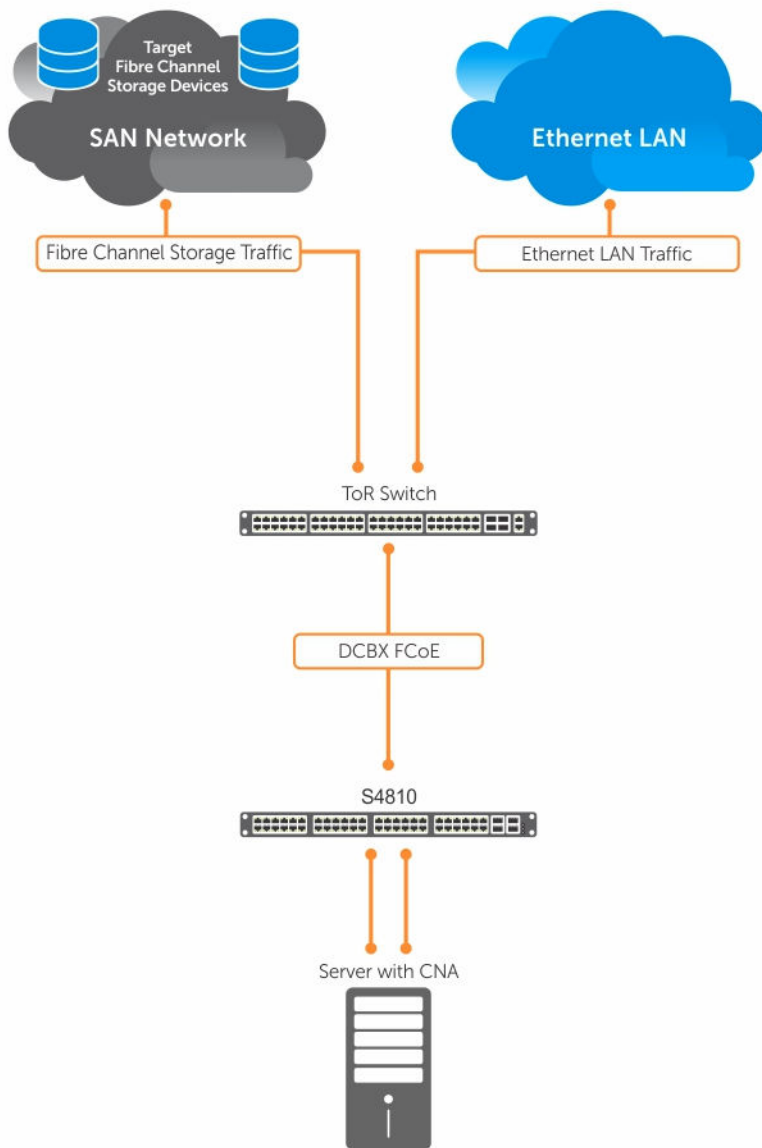 Target
Fibre Channel
Storage Devices
SAN Network
Ethernet LAN
Fibre Channel Storage Traffic
Ethernet LAN Traffic
ToR Switch
DCBX FCoE
S4810
Server with CNA